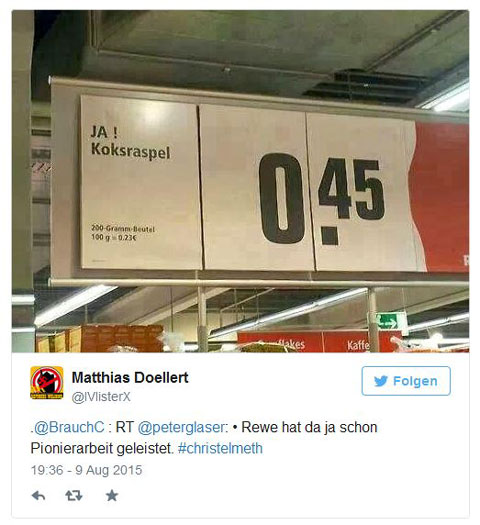 JA !
Koksraspel
200-Gramm-Beutel
100 g = 0.23€
0.45
R
flakes
Kaffe
Matthias Doellert
@IVlisterX
Folgen
.@BrauchC : RT @peterglaser: • Rewe hat da ja schon
Pionierarbeit geleistet. #christelmeth
19:36 - 9 Aug 2015